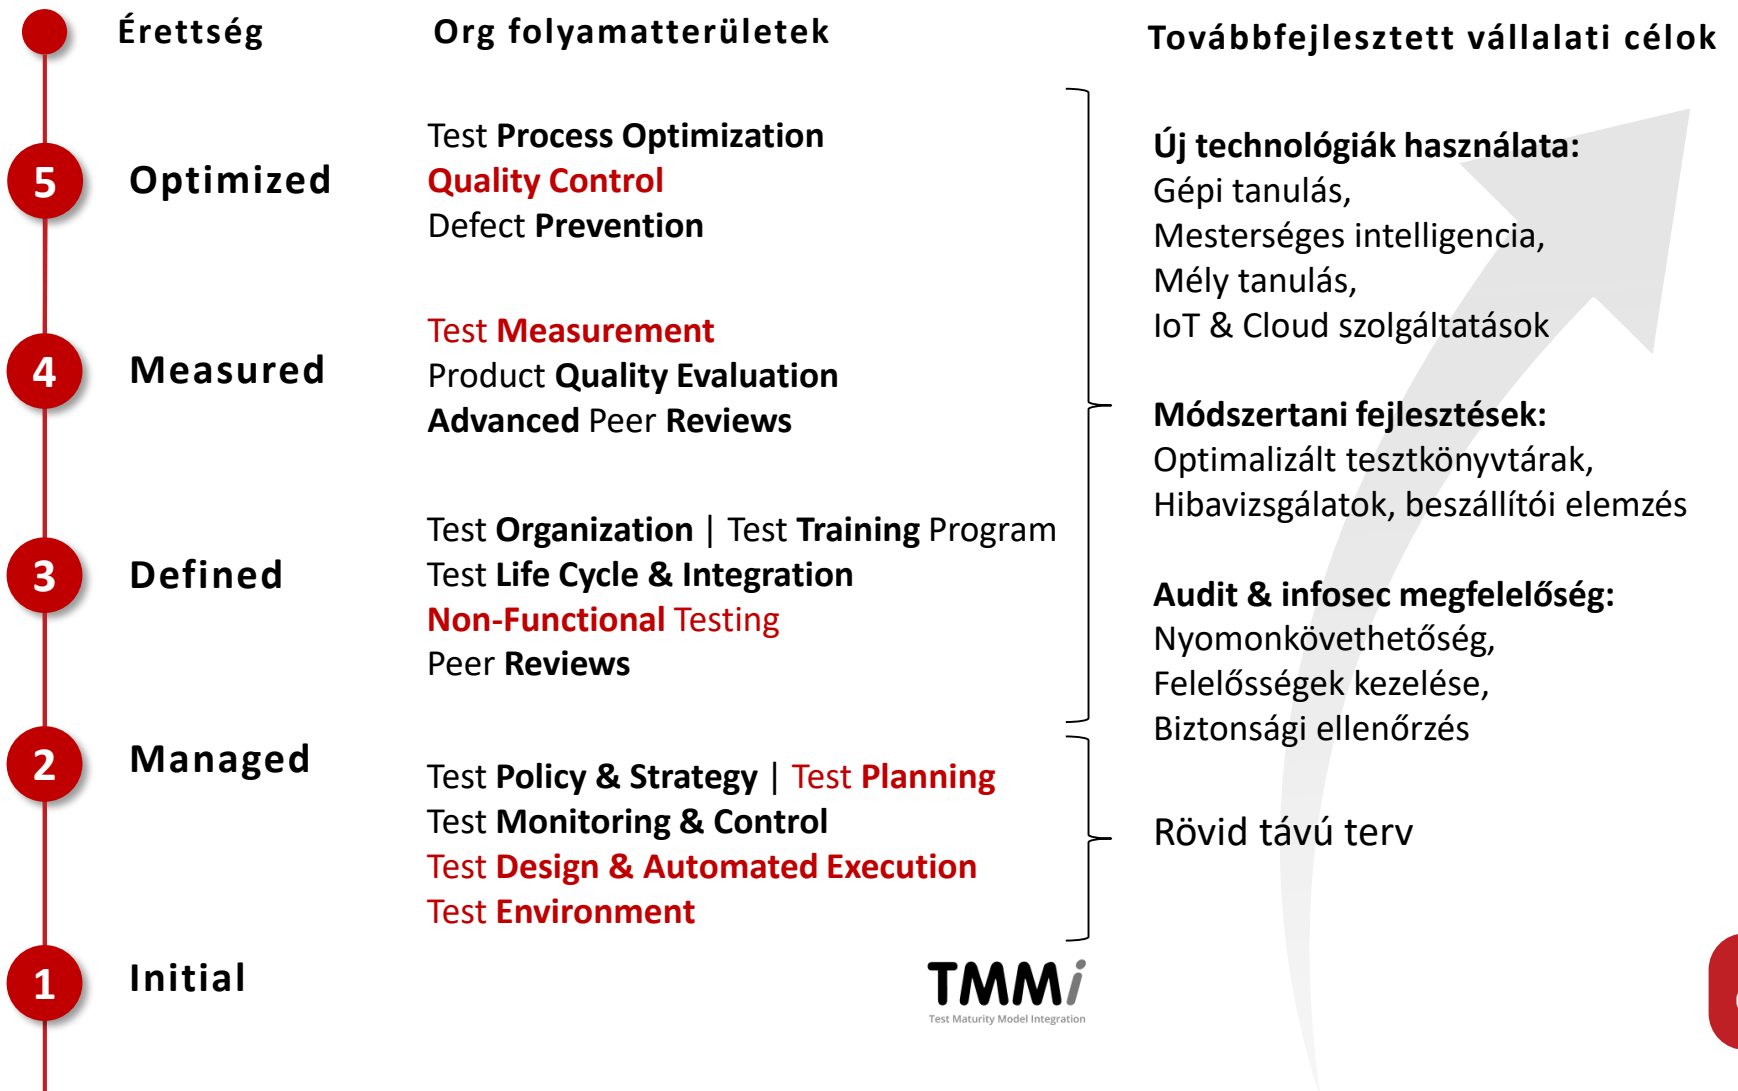 Érettség
Org folyamatterületek
Továbbfejlesztett vállalati célok
5
Optimized
Test Process Optimization
Quality Control
Defect Prevention
4
Measured
Test Measurement
Product Quality Evaluation
Advanced Peer Reviews
3
Defined
Test Organization | Test Training Program
Test Life Cycle & Integration
Non-Functional Testing
Peer Reviews
2
Managed
Test Policy & Strategy | Test Planning
Test Monitoring & Control
Test Design & Automated Execution
Test Environment
1
Initial
Új technológiák használata:
Gépi tanulás,
Mesterséges intelligencia,
Mély tanulás,
IoT & Cloud szolgáltatások
Módszertani fejlesztések:
Optimalizált tesztkönyvtárak,
Hibavizsgálatok, beszállítói elemzés
Audit & infosec megfelelőség:
Nyomonkövethetőség,
Felelősségek kezelése,
Biztonsági ellenőrzés
Rövid távú terv
TMMi
Test Maturity Model Integration